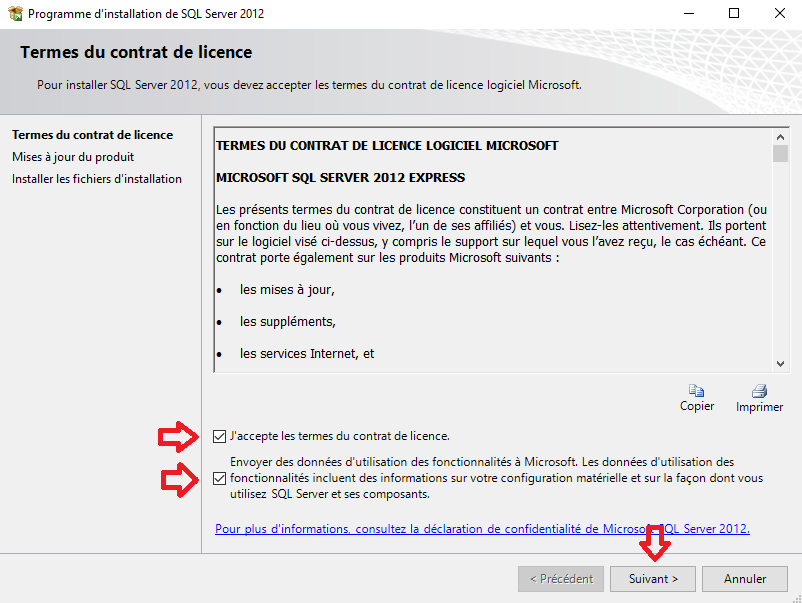 Programme d'installation de SQL Server 2012
Termes du contrat de licence
Pour installer SQL Server 2012, vous devez accepter les termes du contrat de licence logiciel Microsoft.
Termes du contrat de licence
Mises à jour du produit
Installer les fichiers d'installation
TERMES DU CONTRAT DE LICENCE LOGICIEL MICROSOFT
MICROSOFT SQL SERVER 2012 EXPRESS
Les présents termes du contrat de licence constituent un contrat entre Microsoft Corporation (ou
en fonction du lieu où vous vivez, l'un de ses affiliés) et vous. Lisez-les attentivement. Ils portent
sur le logiciel visé ci-dessus, y compris le support sur lequel vous l'avez reçu, le cas échéant. Ce
contrat porte également sur les produits Microsoft suivants :
• les mises à jour,
• les suppléments,
• les services Internet, et
Copier
Imprimer
J'accepte les termes du contrat de licence.
Envoyer des données d'utilisation des fonctionnalités à Microsoft. Les données d'utilisation des
fonctionnalités incluent des informations sur votre configuration matérielle et sur la façon dont vous
utilisez SQL Server et ses composants.
Pour plus d'informations, consultez la déclaration de confidentialité de Microsoft SQL Server 2012.
< Précédent
Suivant >
Annuler